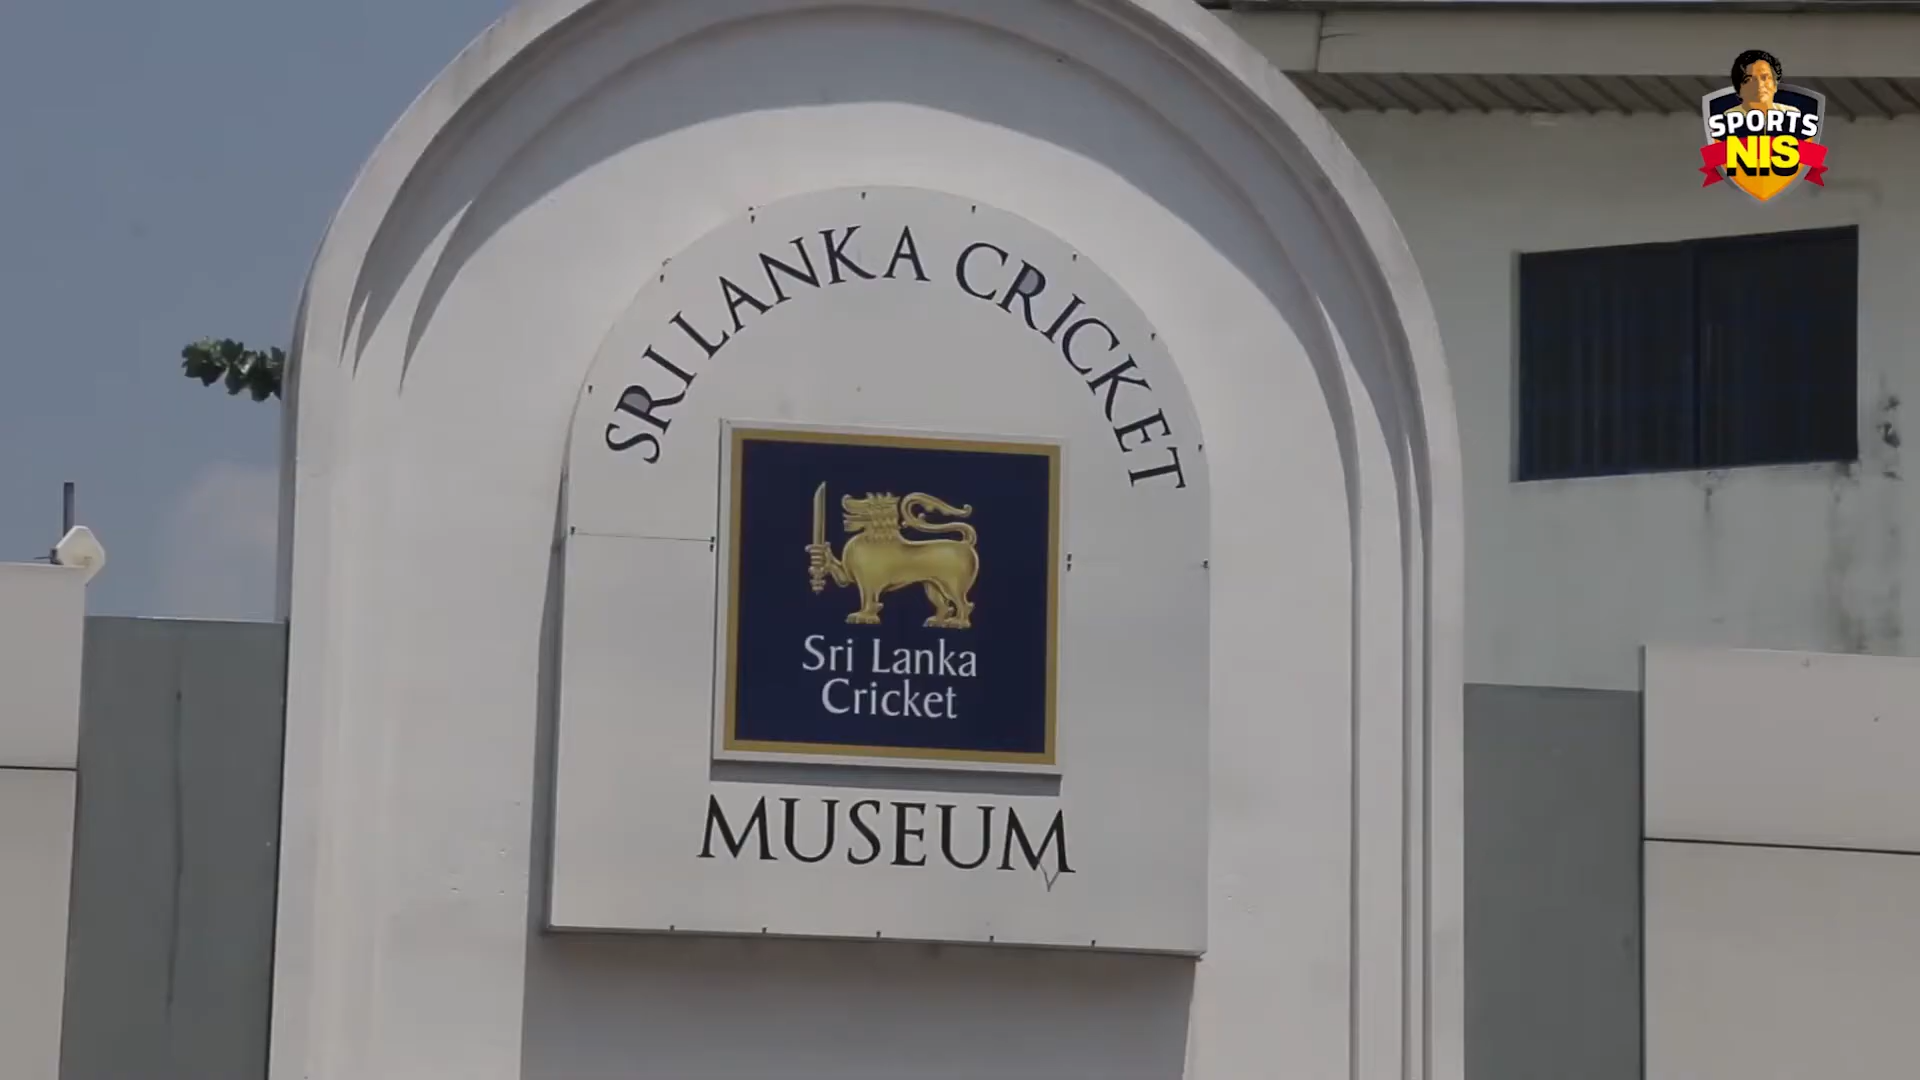 SPORTS
NIS
SRI LANKA CRICKET
Sri Lanka
Cricket
MUSEUM